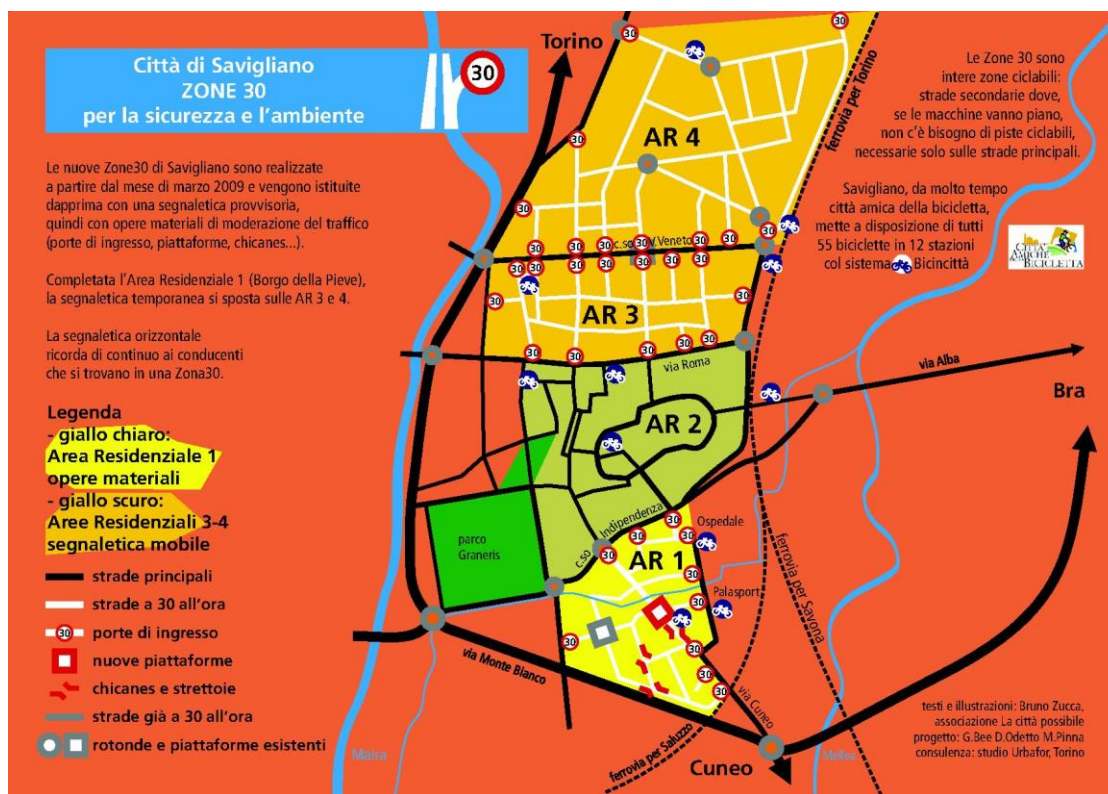 Città di Savigliano
ZONE 30
per la sicurezza e l'ambiente
30
Le nuove Zone30 di Savigliano sono realizzate
a partire dal mese di marzo 2009 e vengono istituite
dapprima con una segnaletica provvisoria,
quindi con opere materiali di moderazione del traffico
(porte di ingresso, piattaforme, chicanes...).
Completata l'Area Residenziale 1 (Borgo della Pieve),
la segnaletica temporanea si sposta sulle AR 3 e 4.
La segnaletica orizzontale
ricorda di continuo ai conducenti
che si trovano in una Zona30.
Legenda
- giallo chiaro:
Area Residenziale 1
opere materiali
- giallo scuro:
Aree Residenziali 3-4
segnaletica mobile
strade principali
strade a 30 all'ora
30 porte di ingresso
nuove piattaforme
chicanes e strettoie
strade già a 30 all'ora
rotonde e piattaforme esistenti
Torino
AR 4
c.so V.Veneto
AR 3
via Roma
AR 2
c.so Indipendenza
AR 1
parco
Graneris
Ospedale
Palasport
via Monte Bianco
via Cuneo
Cuneo
Maira
Mellea
ferrovia per Torino
ferrovia per Savona
ferrovia per Saluzzo
via Alba
Bra
Le Zone 30 sono
intere zone ciclabili:
strade secondarie dove,
se le macchine vanno piano,
non c'è bisogno di piste ciclabili,
necessarie solo sulle strade principali.
Savigliano, da molto tempo
città amica della bicicletta,
mette a disposizione di tutti
55 biciclette in 12 stazioni
col sistema Bicincittà
CITTÀ
AMICHE
BICICLETTA
testi e illustrazioni: Bruno Zucca,
associazione La città possibile
progetto: G.Bee D.Odetto M.Pinna
consulenza: studio Urbafor, Torino